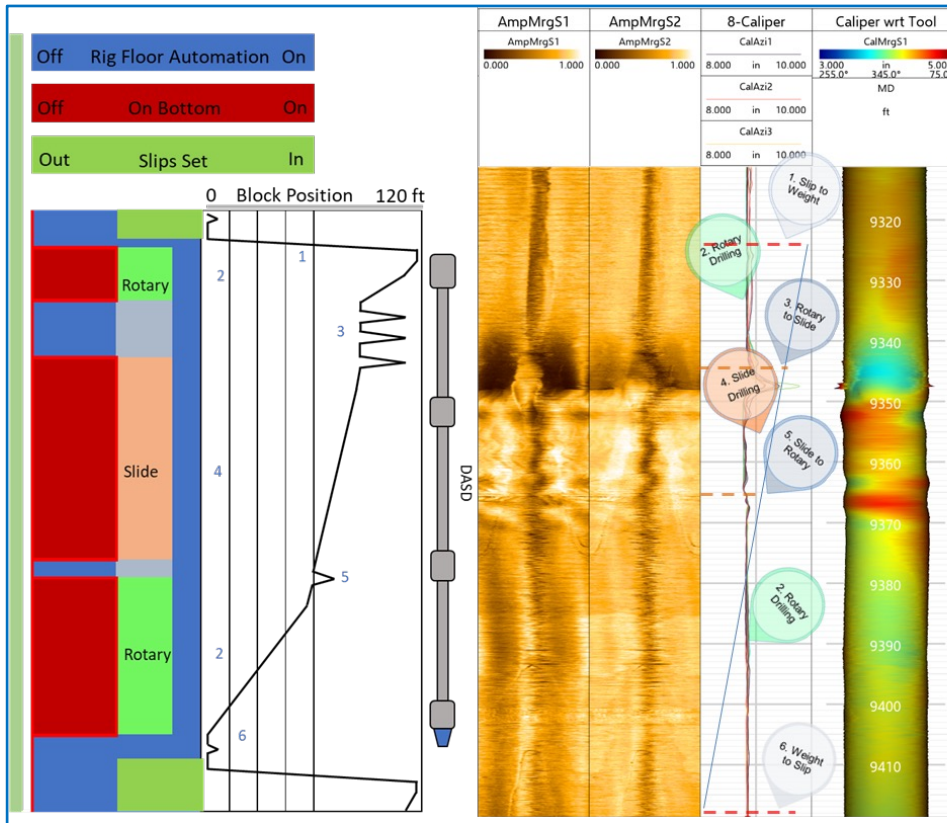 Off Rig Floor Automation On
Off On Bottom On
Out Slips Set In
0 Block Position 120 ft
1
2
Rotary
3
4
Slide
5
2
Rotary
6
DASD
AmpMrgS1
AmpMrgS1
0.000 1.000
AmpMrgS2
AmpMrgS2
0.000 1.000
8-Caliper
CalAzi1
8.000 in 10.000
CalAzi2
8.000 in 10.000
CalAzi3
8.000 in 10.000
Caliper wrt Tool
CalMrgS1
3.000 in 5.000
255.0° 345.0° 75.0
MD
ft
1. Slip to
Weight
2. Rotary
Drilling
3. Rotary
to Slide
4. Slide
Drilling
5. Slide to
Rotary
2. Rotary
Drilling
6. Weight
to Slip
9320
9330
9340
9350
9360
9370
9380
9390
9400
9410